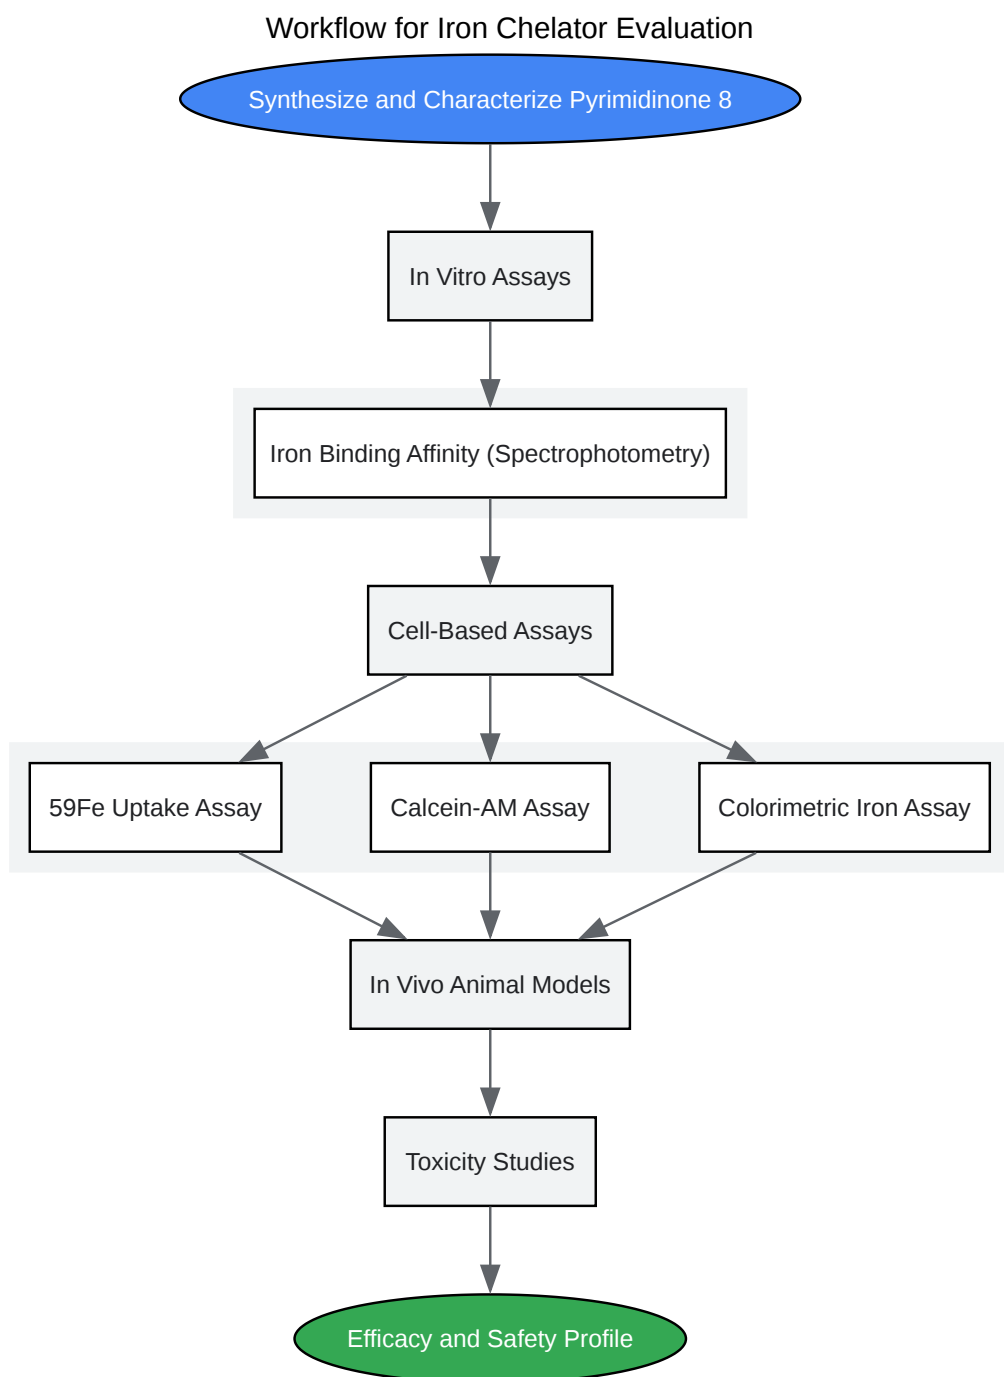 Workflow for Iron Chelator Evaluation
Synthesize and Characterize Pyrimidinone 8
In Vitro Assays
Iron Binding Affinity (Spectrophotometry)
Cell-Based Assays
59Fe Uptake Assay
Calcein-AM Assay
Colorimetric Iron Assay
In Vivo Animal Models
Toxicity Studies
Efficacy and Safety Profile